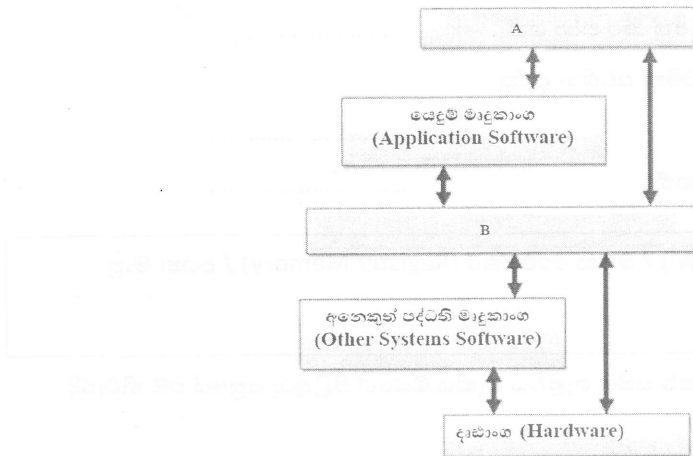 A
යෙදුම් මෘදුකාංග
(Application Software)
B
අනෙකුත් පද්ධති මෘදුකාංග
(Other Systems Software)
දෘඪාංග (Hardware)